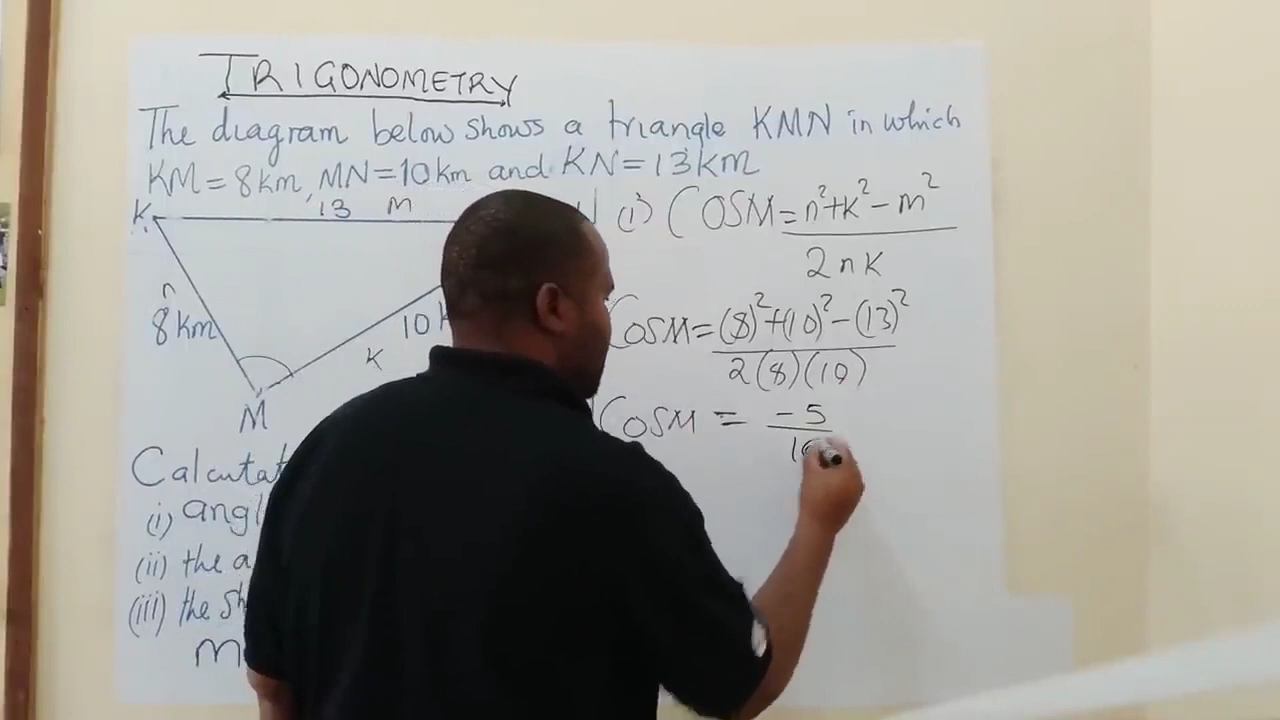 TRIGONOMETRY
The diagram below shows a triangle KMN in which
KM = 8km, MN = 10km and KN = 13km
K 13 m
n
8km
10
k
M
(i) COSM = n²+k²-m²
2nk
COSM = (8)²+(10)²-(13)²
2(8)(10)
COSM = -5
Calculat
(i) angl
(ii) the a
(iii) the sh